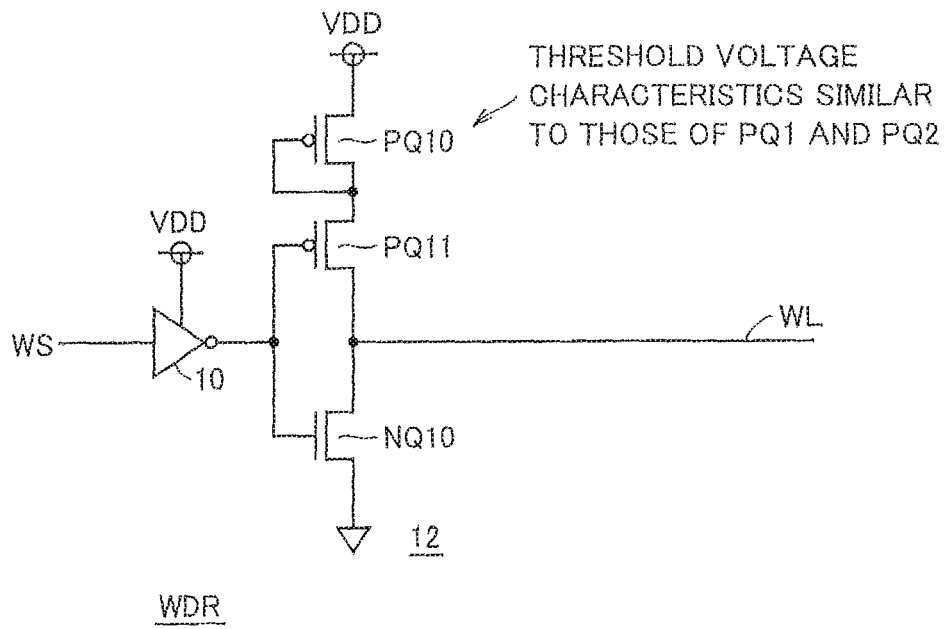 VDD
THRESHOLD VOLTAGE
CHARACTERISTICS SIMILAR
TO THOSE OF PQ1 AND PQ2
PQ10
VDD
PQ11
WS
10
WL
NQ10
12
WDR